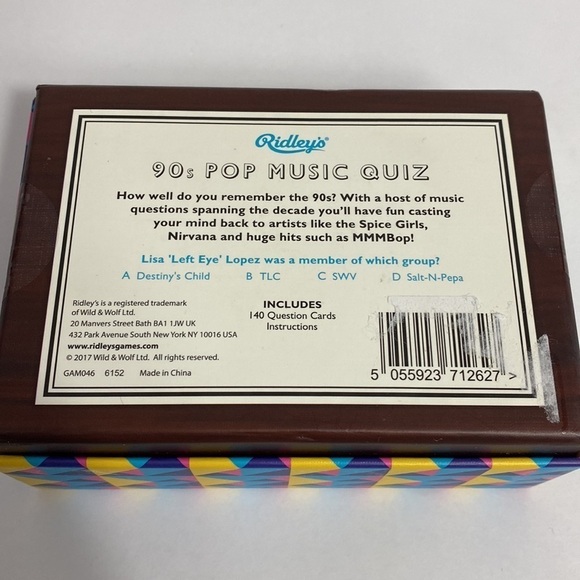 Ridley's
90s POP MUSIC QUIZ
How well do you remember the 90s? With a host of music
questions spanning the decade you'll have fun casting
your mind back to artists like the Spice Girls,
Nirvana and huge hits such as MMMBop!
Lisa 'Left Eye' Lopez was a member of which group?
A Destiny's Child B TLC C SWV D Salt-N-Pepa
Ridley's is a registered trademark
of Wild & Wolf Ltd.
20 Manvers Street Bath BA1 1JW UK
432 Park Avenue South New York NY 10016 USA
www.ridleysgames.com
© 2017 Wild & Wolf Ltd. All rights reserved.
GAM046 6152 Made in China
INCLUDES
140 Question Cards
Instructions
5 055923 712627 >